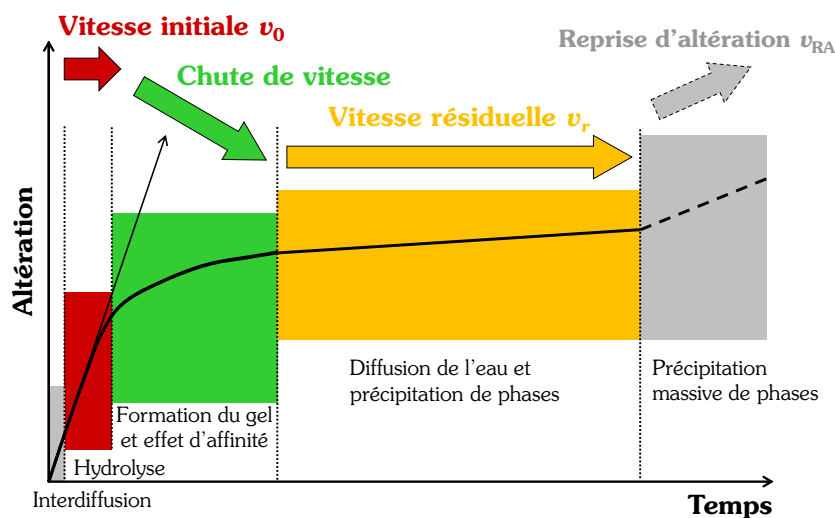 Vitesse initiale v0
Reprise d'altération vRA
Chute de vitesse
Vitesse résiduelle vr
Altération
Diffusion de l'eau et
précipitation de phases
Précipitation
massive de phases
Formation du gel
et effet d'affinité
Hydrolyse
Interdiffusion
Temps